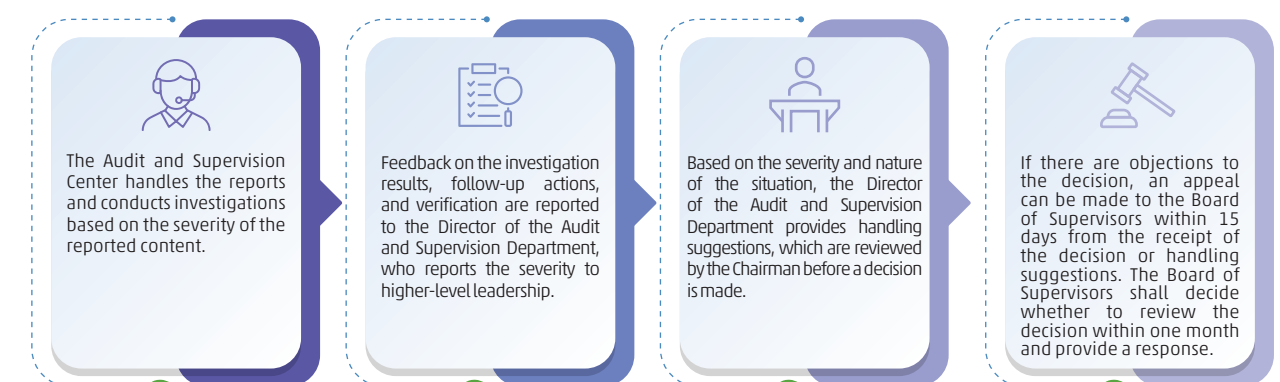 The Audit and Supervision
Center handles the reports
and conducts investigations
based on the severity of the
reported content.
Feedback on the investigation
results, follow-up actions,
and verification are reported
to the Director of the Audit
and Supervision Department,
who reports the severity to
higher-level leadership.
Based on the severity and nature
of the situation, the Director
of the Audit and Supervision
Department provides handling
suggestions, which are reviewed
by the Chairman before a decision
is made.
If there are objections to
the decision, an appeal
can be made to the Board
of Supervisors within 15
days from the receipt of
the decision or handling
suggestions. The Board of
Supervisors shall decide
whether to review the
decision within one month
and provide a response.